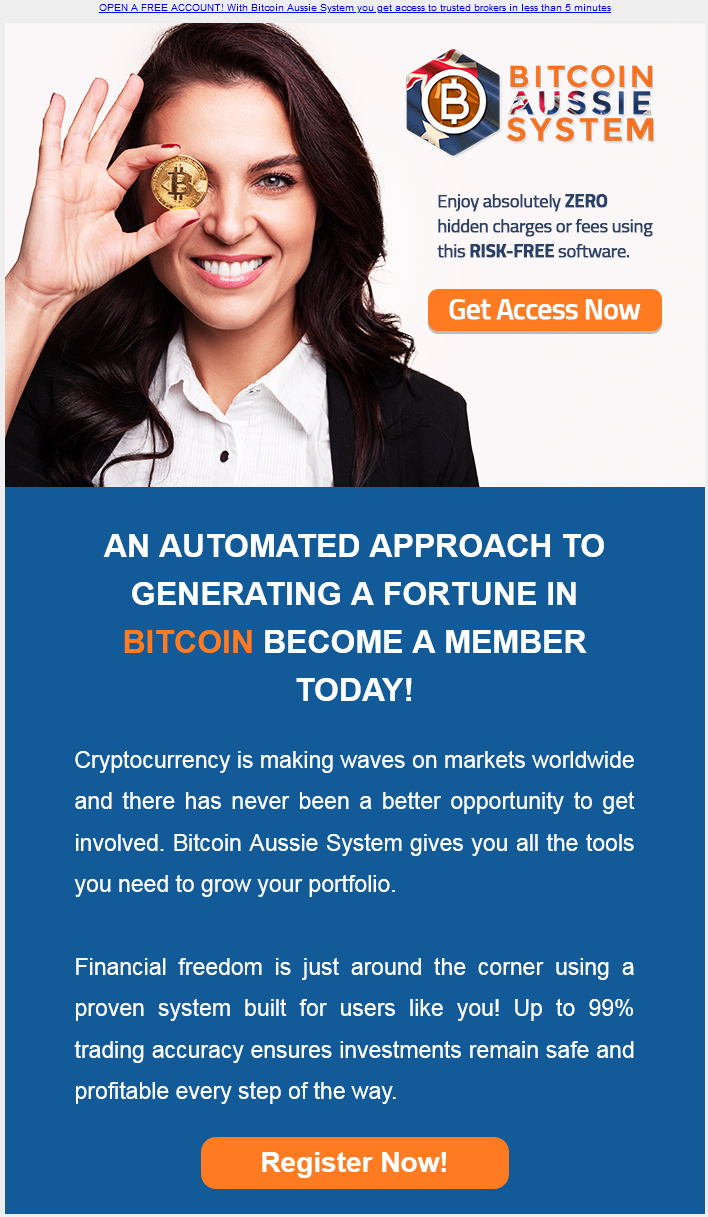 OPEN A FREE ACCOUNT! With Bitcoin Aussie System you get access to trusted brokers in less than 5 minutes
BITCOIN
AUSSIE
SYSTEM
Enjoy absolutely ZERO
hidden charges or fees using
this RISK-FREE software.
Get Access Now
AN AUTOMATED APPROACH TO
GENERATING A FORTUNE IN
BITCOIN BECOME A MEMBER
TODAY!
Cryptocurrency is making waves on markets worldwide
and there has never been a better opportunity to get
involved. Bitcoin Aussie System gives you all the tools
you need to grow your portfolio.
Financial freedom is just around the corner using a
proven system built for users like you! Up to 99%
trading accuracy ensures investments remain safe and
profitable every step of the way.
Register Now!